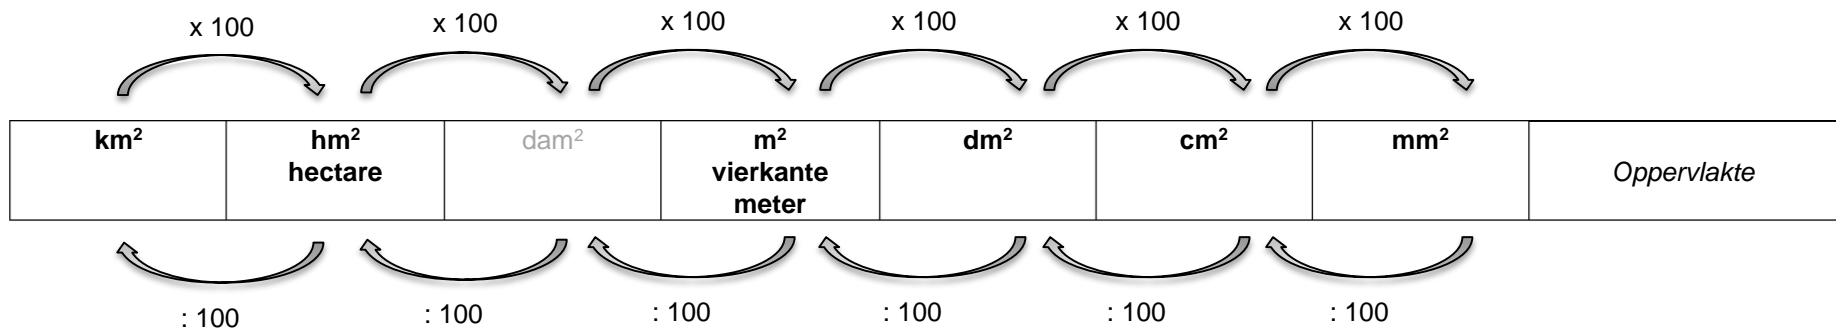 x 100 x 100 x 100 x 100 x 100 x 100
km² hm² dam² m² dm² cm² mm²
hectare vierkante Oppervlakte
meter
: 100 : 100 : 100 : 100 : 100 : 100